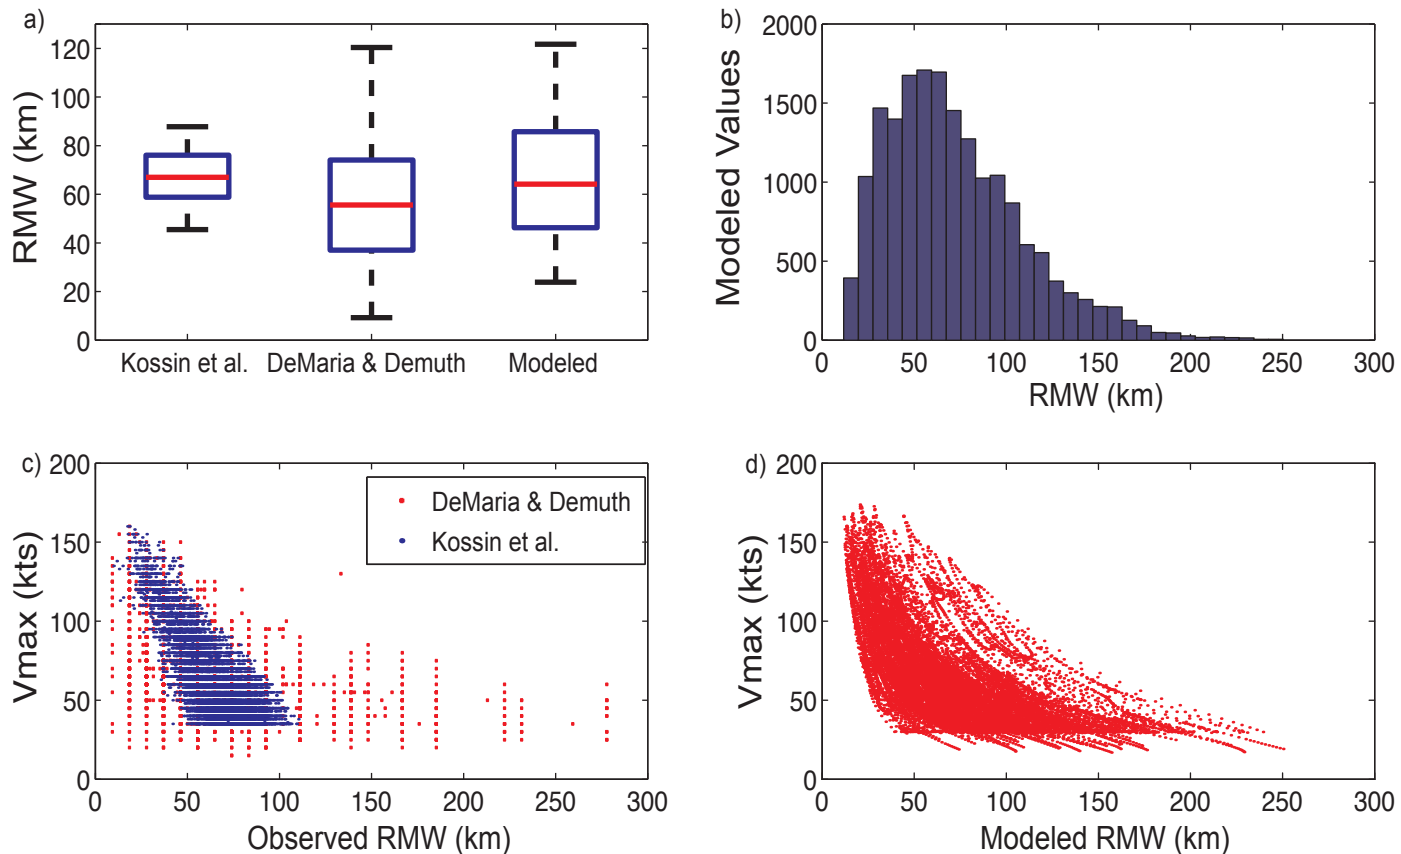 a)
RMW (km)
120
100
80
60
40
20
0
Kossin et al.
DeMaria & Demuth
Modeled
b)
Modeled Values
2000
1500
1000
500
0
0 50 100 150 200 250 300
RMW (km)
c)
Vmax (kts)
200
150
100
50
0
DeMaria & Demuth
Kossin et al.
0 50 100 150 200 250 300
Observed RMW (km)
d)
Vmax (kts)
200
150
100
50
0
0 50 100 150 200 250 300
Modeled RMW (km)